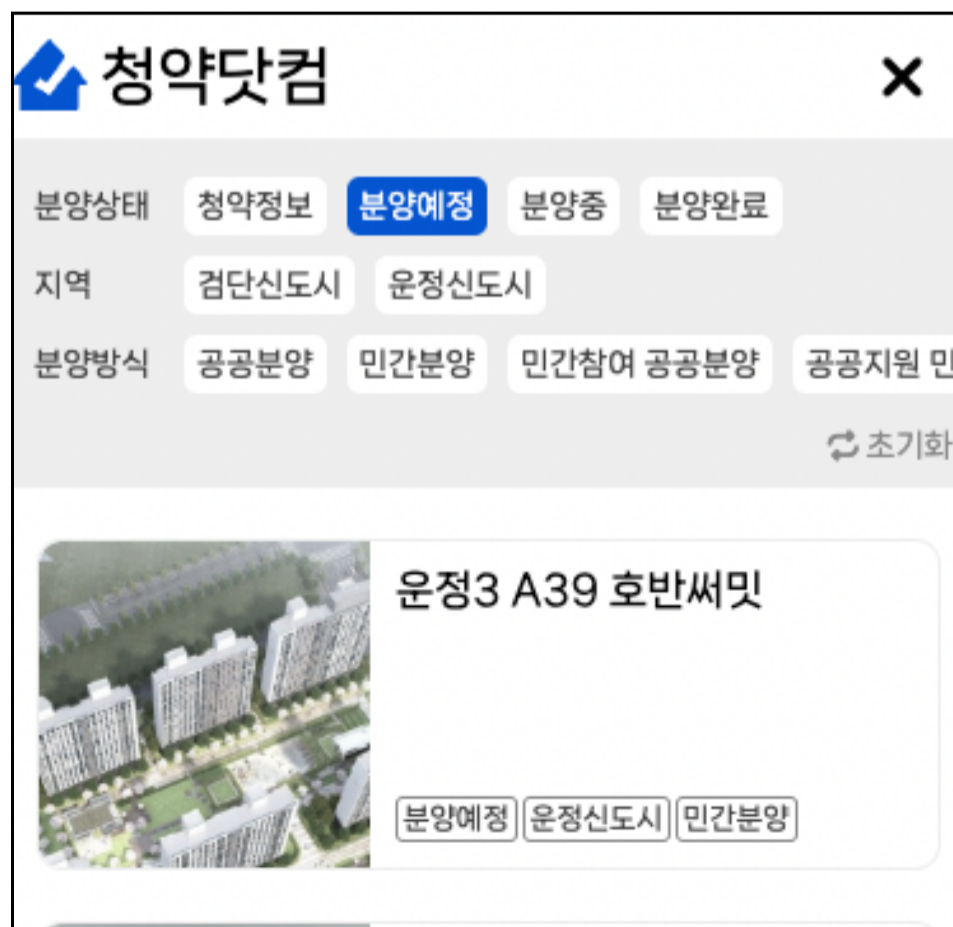 청약닷컴
분양상태 청약정보 분양예정 분양중 분양완료
지역 검단신도시 운정신도시
분양방식 공공분양 민간분양 민간참여 공공분양 공공지원 민
초기화
운정3 A39 호반써밋
분양예정 운정신도시 민간분양